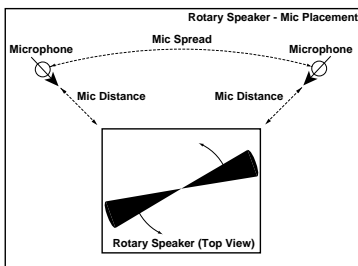 Rotary Speaker - Mic Placement
Microphone
Mic Spread
Microphone
Mic Distance
Mic Distance
Rotary Speaker (Top View)